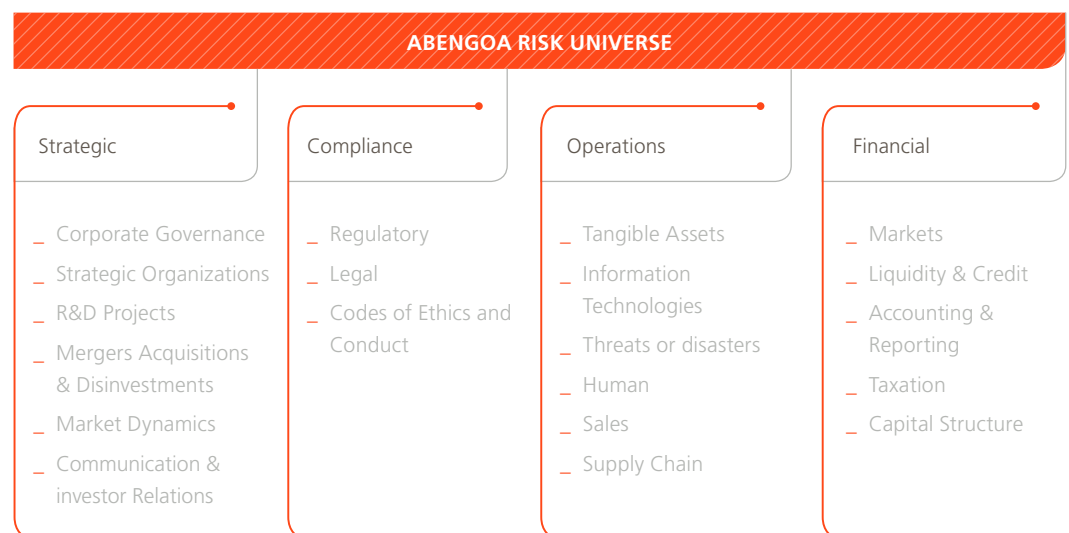 ABENGOA RISK UNIVERSE
Strategic
_ Corporate Governance
_ Strategic Organizations
_ R&D Projects
_ Mergers Acquisitions
& Disinvestments
_ Market Dynamics
_ Communication &
investor Relations
Compliance
_ Regulatory
_ Legal
_ Codes of Ethics and
Conduct
Operations
_ Tangible Assets
_ Information
Technologies
_ Threats or disasters
_ Human
_ Sales
_ Supply Chain
Financial
_ Markets
_ Liquidity & Credit
_ Accounting &
Reporting
_ Taxation
_ Capital Structure